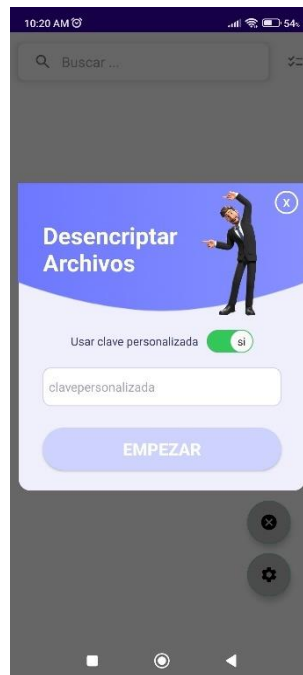 10:20 AM 54%
Buscar ...
x
Desencriptar
Archivos
Usar clave personalizada si
clavepersonalizada
EMPEZAR